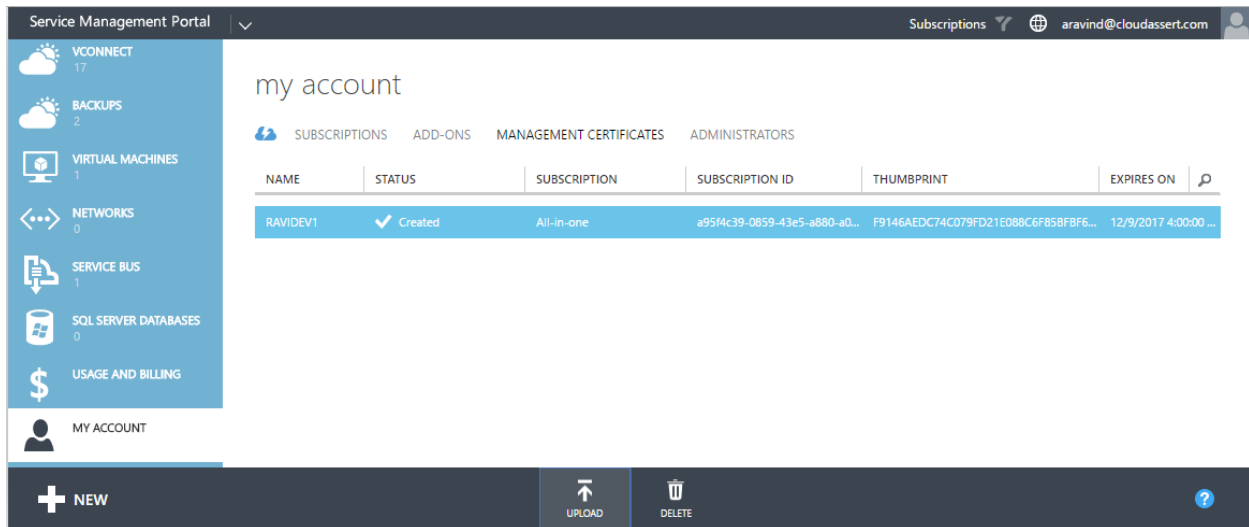 Service Management Portal
Subscriptions
aravind@cloudassert.com
VCONNECT
17
BACKUPS
2
VIRTUAL MACHINES
1
NETWORKS
0
SERVICE BUS
1
SQL SERVER DATABASES
0
USAGE AND BILLING
MY ACCOUNT
my account
SUBSCRIPTIONS ADD-ONS MANAGEMENT CERTIFICATES ADMINISTRATORS
NAME STATUS SUBSCRIPTION SUBSCRIPTION ID THUMBPRINT EXPIRES ON
RAVIDEV1 Created All-in-one a95f4c39-0859-43e5-a880-a0... F9146AEDC74C079FD21E088C6F85BFBF6... 12/9/2017 4:00:00 ...
NEW
UPLOAD
DELETE
?